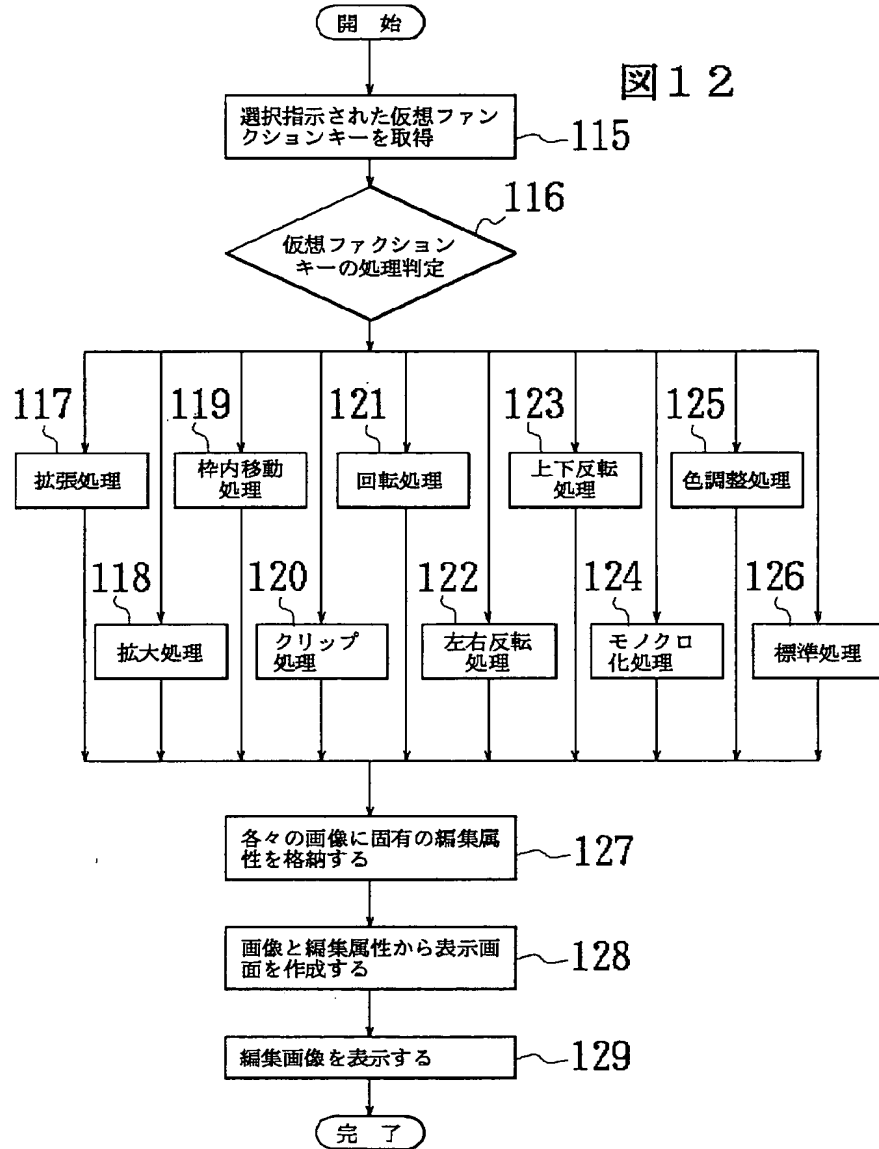 開 始
図１２
選択指示された仮想ファン
クションキーを取得
115
116
仮想ファクション
キーの処理判定
117
119
121
123
125
拡張処理
枠内移動
処理
回転処理
上下反転
処理
色調整処理
118
120
122
124
126
拡大処理
クリップ
処理
左右反転
処理
モノクロ
化処理
標準処理
各々の画像に固有の編集属
性を格納する
127
画像と編集属性から表示画
面を作成する
128
編集画像を表示する
129
完 了